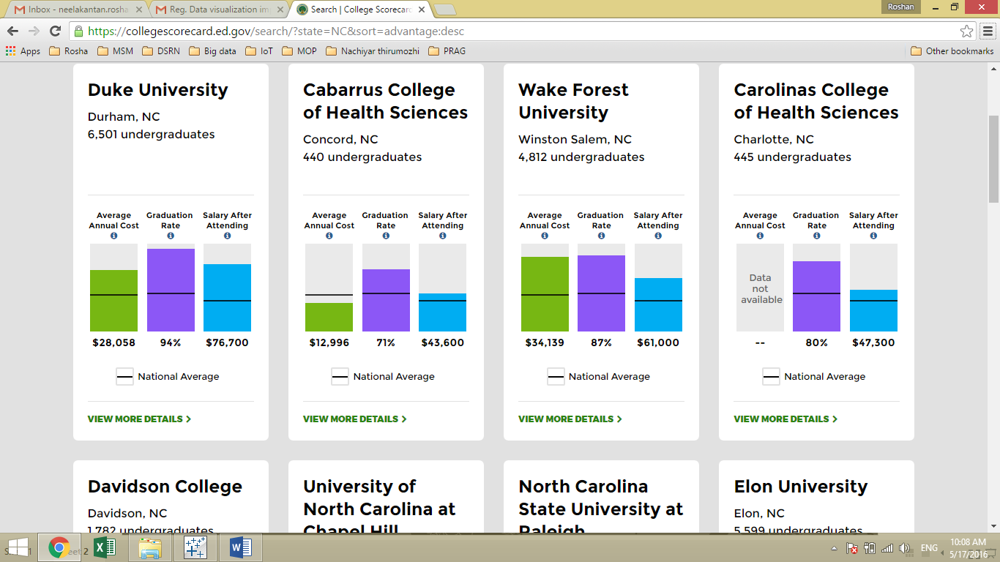 Inbox - neelakantan.rosha
Reg. Data visualization im
Search | College Scorecard
Roshan
https://collegescorecard.ed.gov/search/?state=NC&sort=advantage:desc
Apps Rosha MSM DSRN Big data IoT MOP Nachiyar thirumozhi PRAG Other bookmarks
Duke University
Durham, NC
6,501 undergraduates
Average Annual Cost
Graduation Rate
Salary After Attending
$28,058 94% $76,700
National Average
VIEW MORE DETAILS >
Cabarrus College
of Health Sciences
Concord, NC
440 undergraduates
Average Annual Cost
Graduation Rate
Salary After Attending
$12,996 71% $43,600
National Average
VIEW MORE DETAILS >
Wake Forest
University
Winston Salem, NC
4,812 undergraduates
Average Annual Cost
Graduation Rate
Salary After Attending
$34,139 87% $61,000
National Average
VIEW MORE DETAILS >
Carolinas College
of Health Sciences
Charlotte, NC
445 undergraduates
Average Annual Cost
Graduation Rate
Salary After Attending
Data
not
available
-- 80% $47,300
National Average
VIEW MORE DETAILS >
Davidson College
Davidson, NC
1,782 undergraduates
University of
North Carolina at
Chapel Hill
North Carolina
State University at
Raleigh
Elon University
Elon, NC
5,599 undergraduates
ENG
10:08 AM
5/17/2016